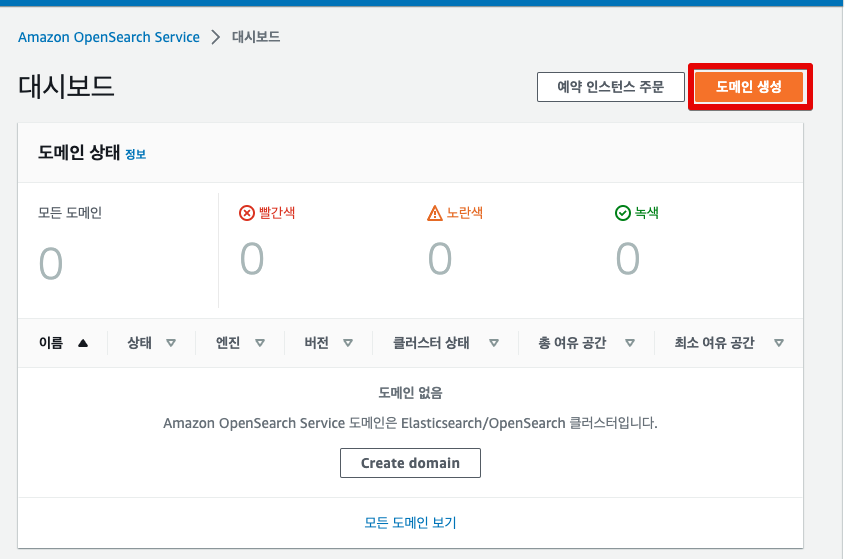 Amazon OpenSearch Service > 대시보드
대시보드
예약 인스턴스 주문 도메인 생성
도메인 상태 정보
모든 도메인 빨간색 노란색 녹색
0 0 0 0
이름 상태 엔진 버전 클러스터 상태 총 여유 공간 최소 여유 공간
도메인 없음
Amazon OpenSearch Service 도메인은 Elasticsearch/OpenSearch 클러스터입니다.
Create domain
모든 도메인 보기